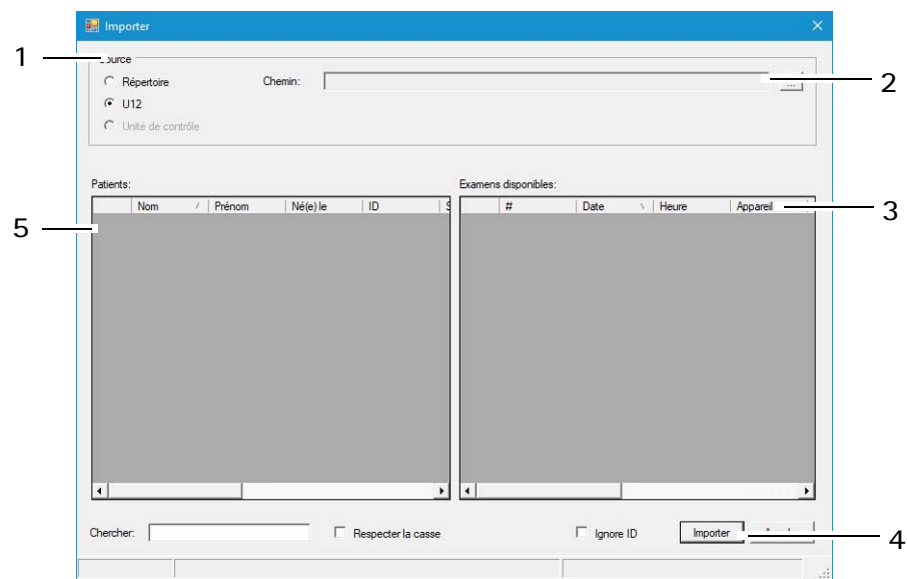 Importer
1
Source
Répertoire
Chemin:
...
2
U12
Unité de contrôle
Patients:
Examens disponibles:
Nom / Prénom Né(e) le ID S
# Date \ Heure Appareil
3
5
Chercher:
Respecter la casse
Ignore ID
Importer
4